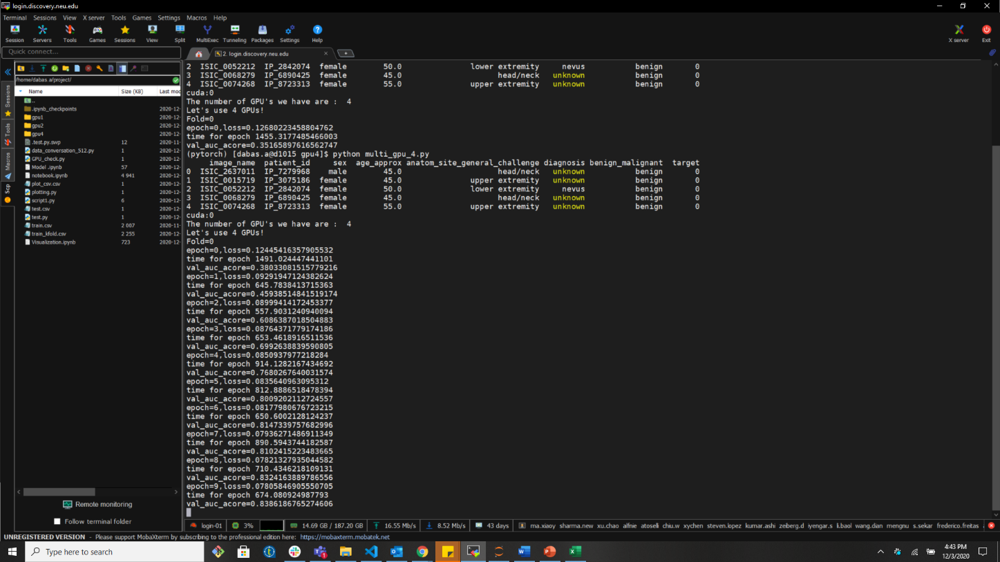 login.discovery.neu.edu
Terminal Sessions View X server Tools Games Settings Macros Help
Session Servers Tools Games Sessions View Split MultiExec Tunneling Packages Settings Help X server Exit
Quick connect...
2. login.discovery.neu.edu
/home/dabas.a/project/
Name Size (KB) Last mod
..
.ipynb_checkpoints 2020-12-
gpu1 2020-12-
gpu2 2020-12-
gpu4 2020-12-
.test.py.swp 12 2020-12-
data_conversation_512.py 1 2020-12-
GPU_check.py 1 2020-12-
Model .ipynb 57 2020-12-
notebook.ipynb 4 941 2020-12-
plot_csv.csv 1 2020-12-
plotting.py 1 2020-12-
script1.py 6 2020-12-
test.csv 1 2020-12-
test.py 1 2020-12-
train.csv 2 007 2020-11-
train_kfold.csv 2 255 2020-12-
Visualization.ipynb 723 2020-12-
Sessions
Tools
Macros
Scp
Remote monitoring
Follow terminal folder
2 ISIC_0052212 IP_2842074 female 50.0 lower extremity nevus benign 0
3 ISIC_0068279 IP_6890425 female 45.0 head/neck unknown benign 0
4 ISIC_0074268 IP_8723313 female 55.0 upper extremity unknown benign 0
cuda:0
The number of GPU's we have are : 4
Let's use 4 GPUs!
Fold=0
epoch=0,loss=0.12680223458804762
time for epoch 1455.3177485466003
val_auc_acore=0.35165897616562747
(pytorch) [dabas.a@d1015 gpu4]$ python multi_gpu_4.py
image_name patient_id sex age_approx anatom_site_general_challenge diagnosis benign_malignant target
0 ISIC_2637011 IP_7279968 male 45.0 head/neck unknown benign 0
1 ISIC_0015719 IP_3075186 female 45.0 upper extremity unknown benign 0
2 ISIC_0052212 IP_2842074 female 50.0 lower extremity nevus benign 0
3 ISIC_0068279 IP_6890425 female 45.0 head/neck unknown benign 0
4 ISIC_0074268 IP_8723313 female 55.0 upper extremity unknown benign 0
cuda:0
The number of GPU's we have are : 4
Let's use 4 GPUs!
Fold=0
epoch=0,loss=0.12445416357905532
time for epoch 1491.024447441101
val_auc_acore=0.38033081515779216
epoch=1,loss=0.09291947124382624
time for epoch 645.7838413715363
val_auc_acore=0.45938514841519174
epoch=2,loss=0.08999414172453377
time for epoch 557.9031240940094
val_auc_acore=0.6086387018504883
epoch=3,loss=0.08764371779174186
time for epoch 653.4618916511536
val_auc_acore=0.6992638839590805
epoch=4,loss=0.0850937977218284
time for epoch 914.1282167434692
val_auc_acore=0.7680267640031574
epoch=5,loss=0.0835640963095312
time for epoch 812.8886518478394
val_auc_acore=0.8009202112724557
epoch=6,loss=0.08177980676723215
time for epoch 650.6002128124237
val_auc_acore=0.8147339757682996
epoch=7,loss=0.07936271486911349
time for epoch 890.5943744182587
val_auc_acore=0.8102415223483665
epoch=8,loss=0.07821327935044582
time for epoch 710.4346218109131
val_auc_acore=0.8324163889786556
epoch=9,loss=0.07805846905550705
time for epoch 674.080924987793
val_auc_acore=0.8386186765274606
login-01 3% 14.69 GB / 187.20 GB 16.55 Mb/s 8.52 Mb/s 43 days ma.xiaoy sharma.new xu.chao alfnie atoseli chiu.w xychen steven.lopez kumar.ashi zeiberg.d iyengar.s li.baol wang.dian mengnu s.sekar frederico.freitas
UNREGISTERED VERSION - Please support MobaXterm by subscribing to the professional edition here: https://mobaxterm.mobatek.net
Type here to search
4:43 PM
12/3/2020